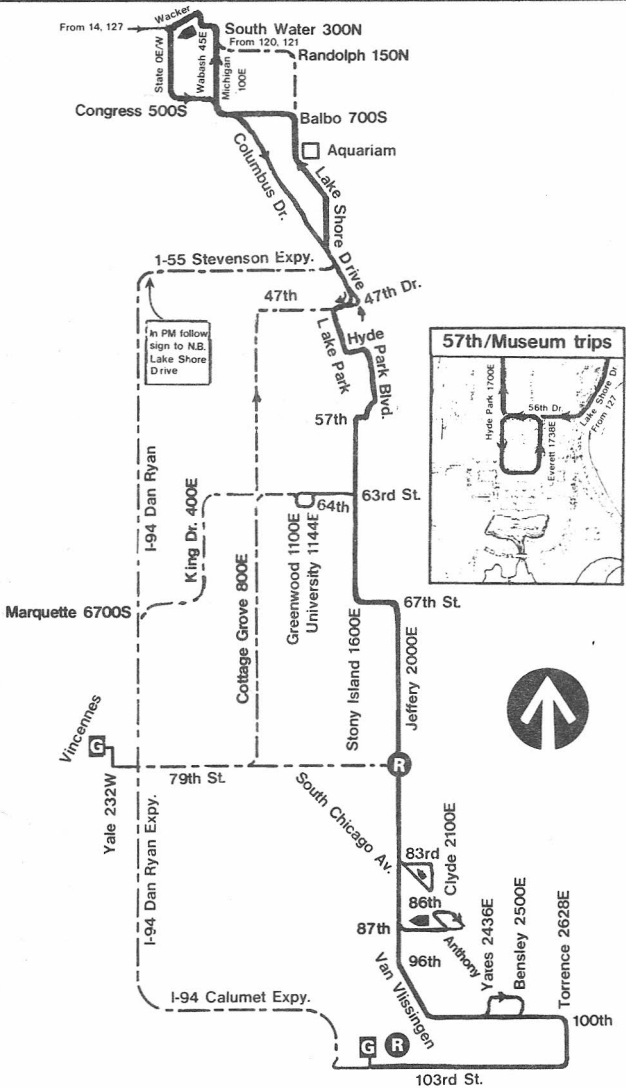 Wacker
From 14, 127
South Water 300N
State 0E/W
Wabash 45E
From 120, 121
Michigan
100E
Randolph 150N
Congress 500S
Balbo 700S
Aquariam
Columbus Dr.
Lake Shore Drive
1-55 Stevenson Expy.
47th
47th Dr.
In PM follow
sign to N.B.
Lake Shore
Drive
Lake Park
Hyde
Park Blvd.
57th
57th/Museum trips
Hyde Park 1700E
56th Dr.
Lake Shore Dr
From 127
Everett 1738E
I-94 Dan Ryan
King Dr. 400E
64th
63rd St.
Cottage Grove 800E
Greenwood 1100E
University 1144E
Marquette 6700S
67th St.
Stony Island 1600E
Jeffery 2000E
Vincennes
G
R
Yale 232W
79th St.
South Chicago Av.
83rd
Clyde 2100E
86th
87th
Anthony
I-94 Dan Ryan Expy.
96th
Yates 2436E
Bensley 2500E
Torrence 2628E
Van Vlissingen
I-94 Calumet Expy.
100th
G
R
103rd St.